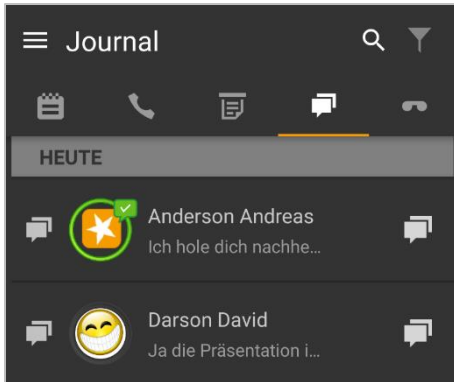 Journal
HEUTE
Anderson Andreas
Ich hole dich nachhe...
Darson David
Ja die Präsentation i...